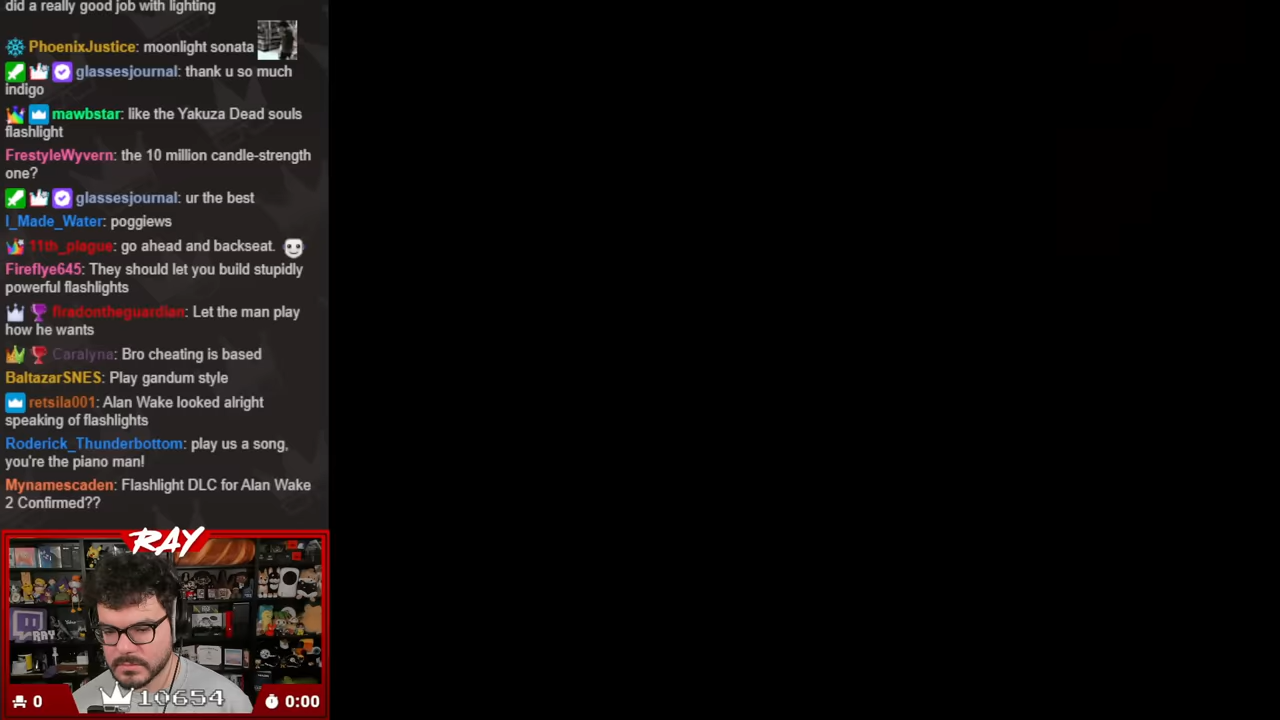 did a really good job with lighting
PhoenixJustice: moonlight sonata
glassesjournal: thank u so much
indigo
mawbstar: like the Yakuza Dead souls
flashlight
FrestyleWyvern: the 10 million candle-strength
one?
glassesjournal: ur the best
I_Made_Water: poggiews
11th_plague: go ahead and backseat.
Fireflye645: They should let you build stupidly
powerful flashlights
firadontheguardian: Let the man play
how he wants
Caralyna: Bro cheating is based
BaltazarSNES: Play gandum style
retsila001: Alan Wake looked alright
speaking of flashlights
Roderick_Thunderbottom: play us a song,
you're the piano man!
Mynamescaden: Flashlight DLC for Alan Wake
2 Confirmed??
RAY
RAY
0
10654
0:00